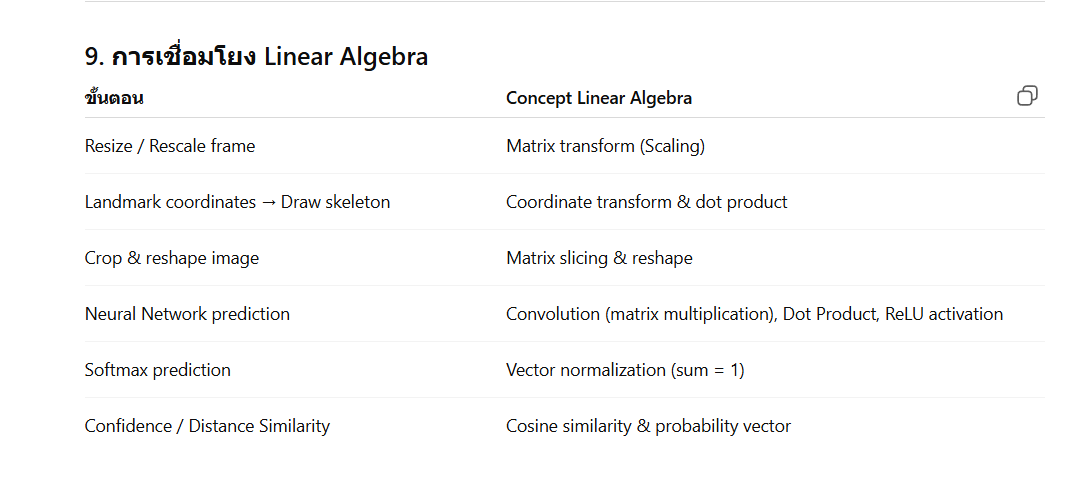 9. การเชื่อมโยง Linear Algebra
ขั้นตอน Concept Linear Algebra
Resize / Rescale frame Matrix transform (Scaling)
Landmark coordinates → Draw skeleton Coordinate transform & dot product
Crop & reshape image Matrix slicing & reshape
Neural Network prediction Convolution (matrix multiplication), Dot Product, ReLU activation
Softmax prediction Vector normalization (sum = 1)
Confidence / Distance Similarity Cosine similarity & probability vector